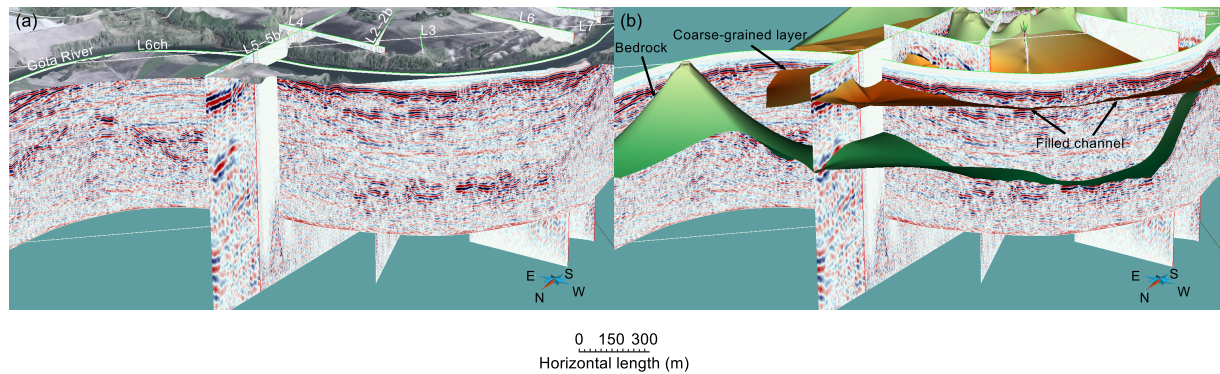 (a)
L4
L2-2b
L3
L6
L7
L5-5b
L6ch
Gota River
E
S
N
W
(b)
Coarse-grained layer
Bedrock
Filled channel
E
S
N
W
0 150 300
Horizontal length (m)